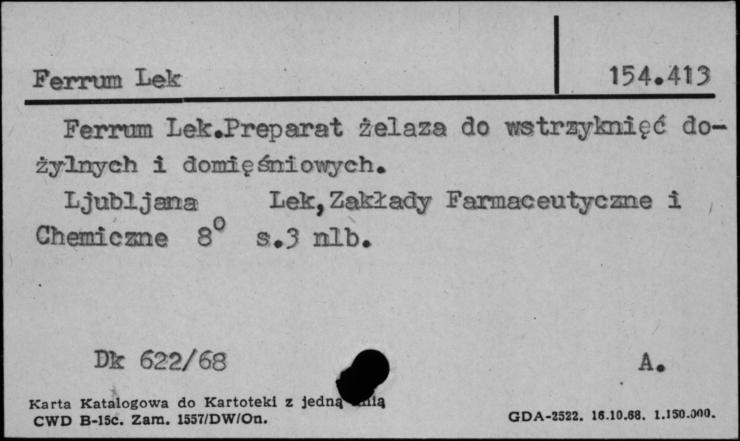 Ferrum Lek 154.413
Ferrum Lek.Preparat żelaza do wstrzyknięć do-
żylnych i domięśniowych.
Ljubljana Lek,Zakłady Farmaceutyczne i
Chemiczne 8⁰ s.3 nlb.
Dk 622/68 A.
Karta Katalogowa do Kartoteki z jedną
CWD B-15c. Zam. 1557/DW/On. GDA-2522. 16.10.68. 1.150.000.